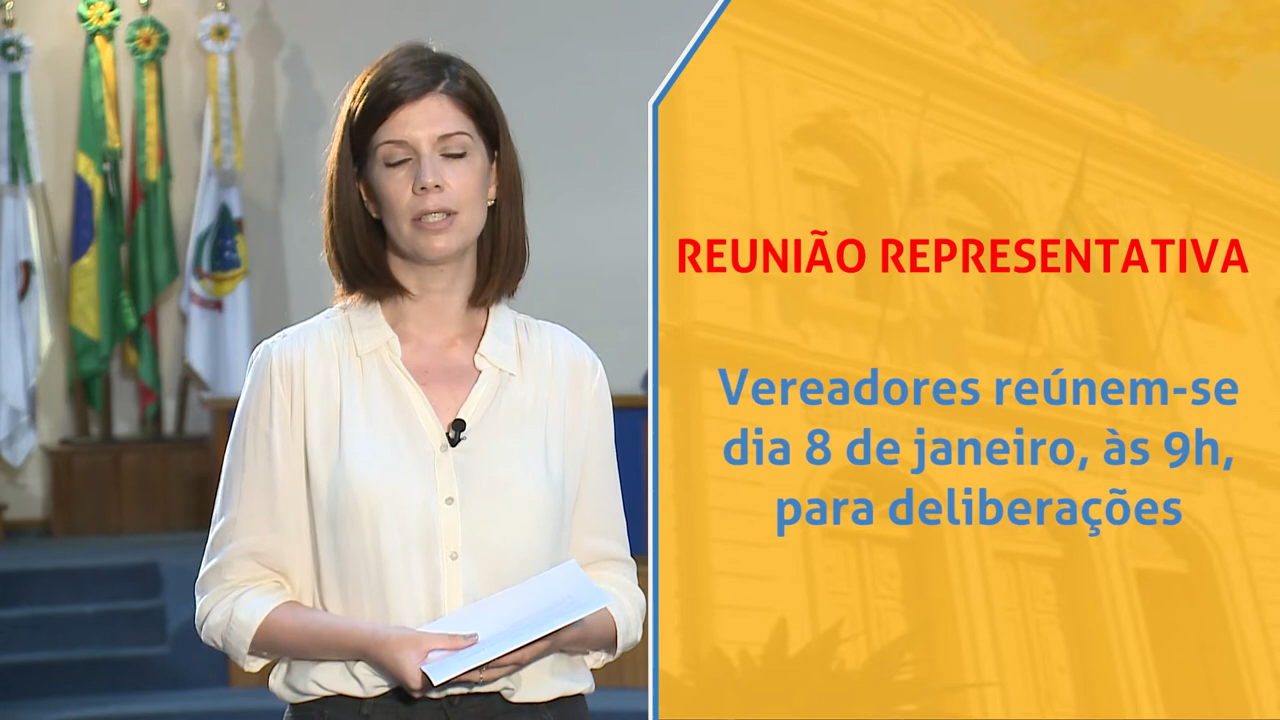 REUNIÃO REPRESENTATIVA
Vereadores reúnem-se
dia 8 de janeiro, às 9h,
para deliberações